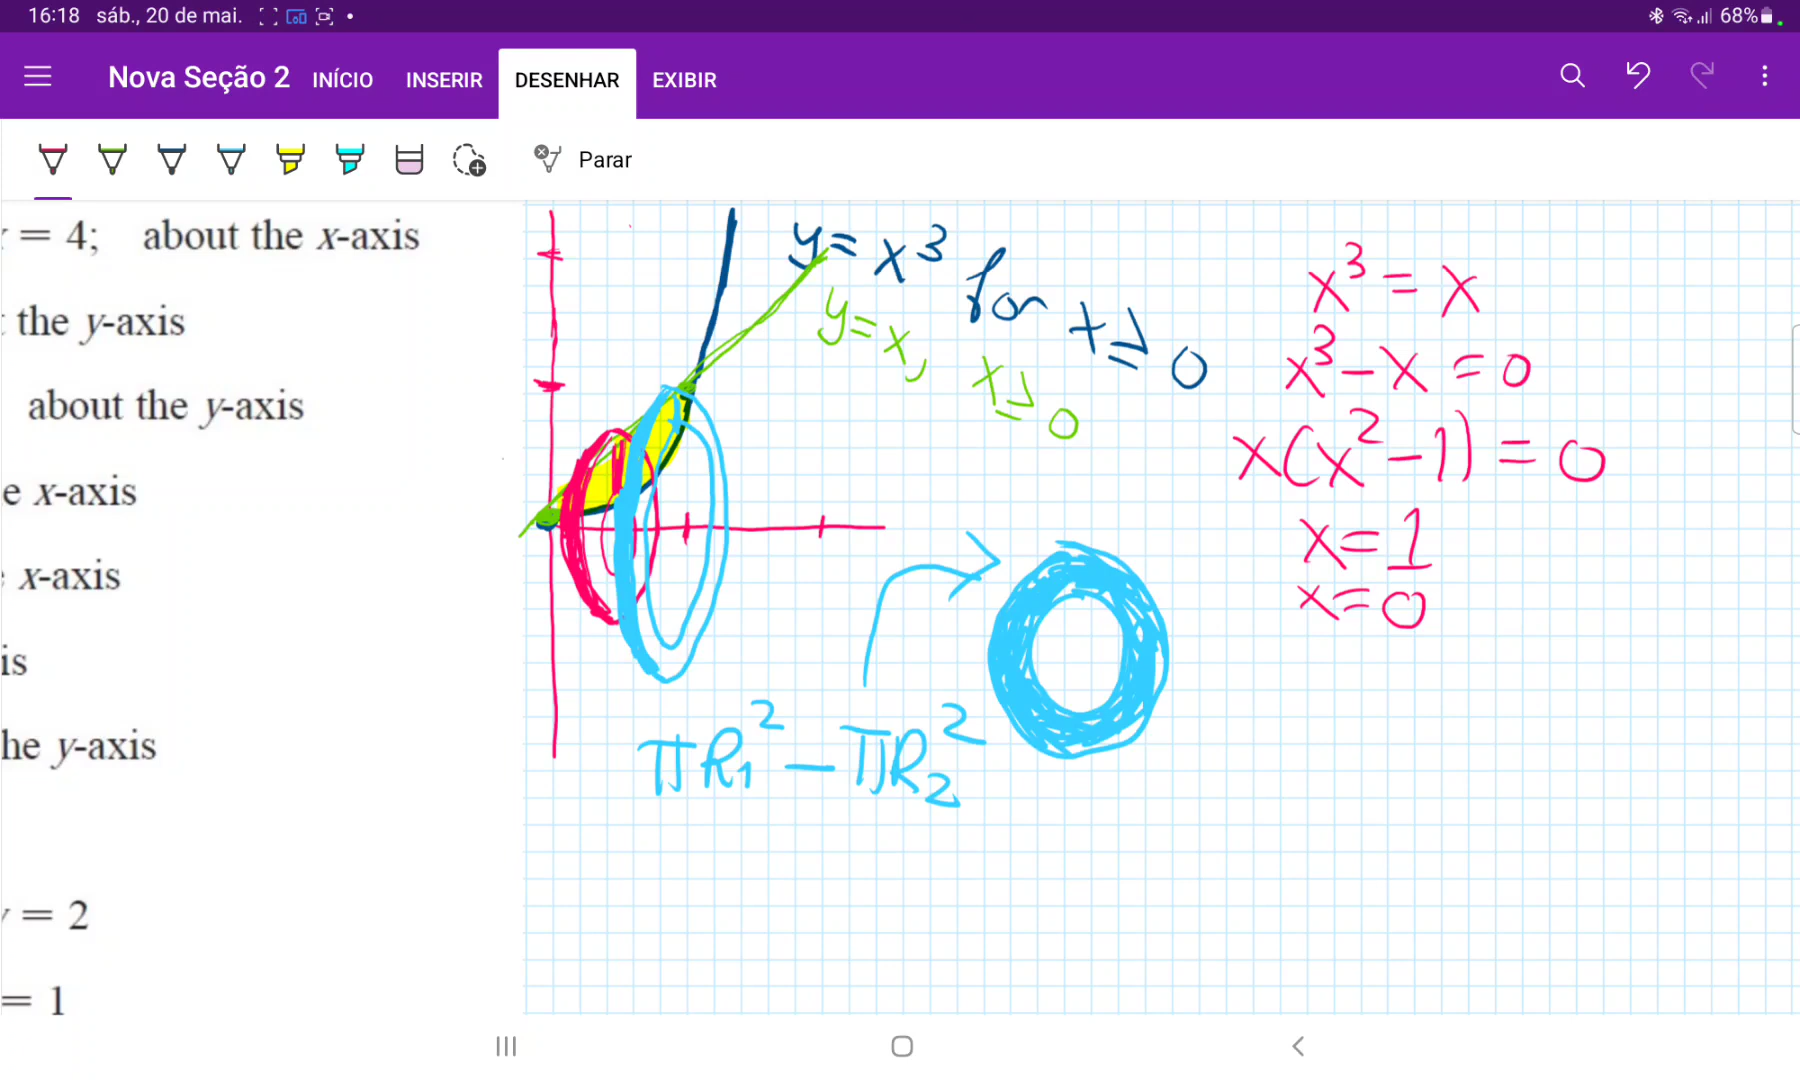 16:18 sáb., 20 de mai. 68%
Nova Seção 2 INÍCIO INSERIR DESENHAR EXIBIR
Parar
= 4; about the x-axis
the y-axis
about the y-axis
e x-axis
x-axis
is
he y-axis
= 2
= 1
y = x³ for x ≥ 0
y = x, x ≥ 0
πR₁² − πR₂²
x³ = x
x³ − x = 0
x(x² − 1) = 0
x = 1
x = 0